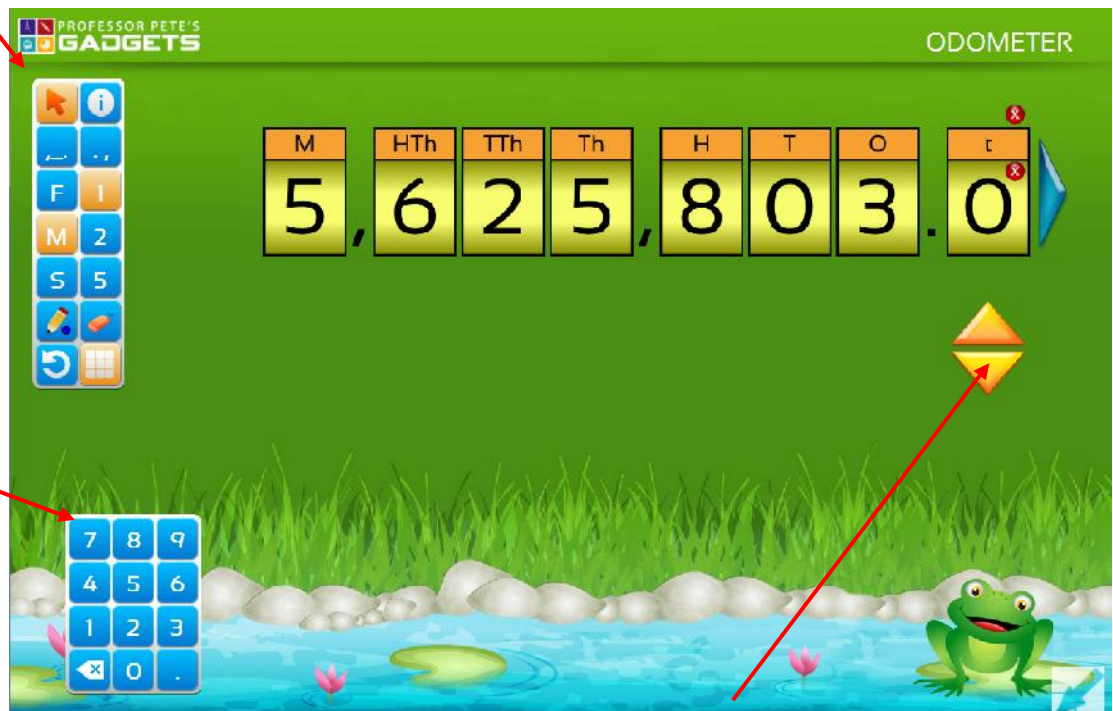 PROFESSOR PETE'S
GADGETS
ODOMETER
i
F 1
M 2
S 5
M HTh TTh Th H T O t
5,625,803.0
x
x
7 8 9
4 5 6
1 2 3
x 0 .